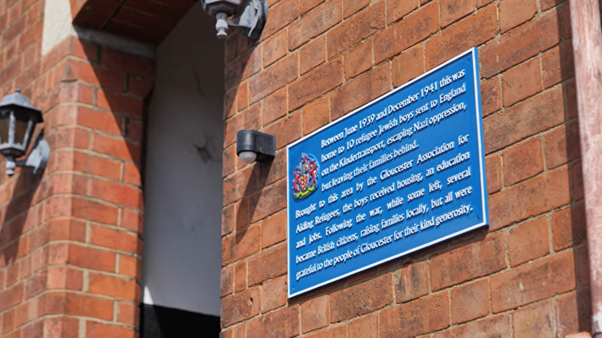 Between June 1939 and December 1941 this was
home to 10 refugee Jewish boys sent to England
on the Kindertransport, escaping Nazi oppression,
but leaving their families behind.
Brought to this area by the Gloucester Association for
Aiding Refugees, the boys received housing, an education
and jobs. Following the war, while some left, several
became British citizens, raising families locally, but all were
grateful to the people of Gloucester for their kind generosity.